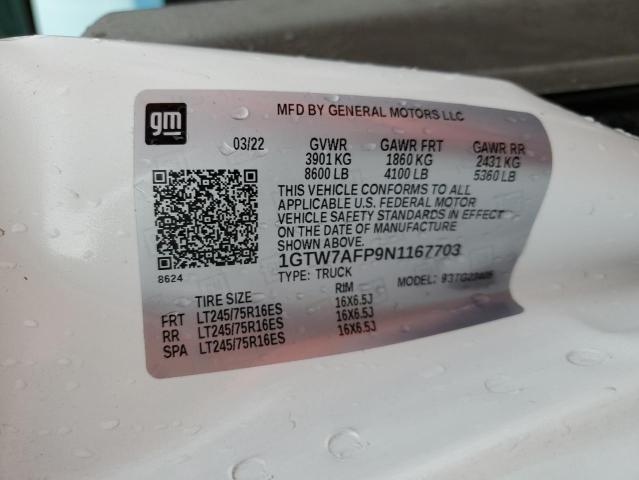 gm
MFD BY GENERAL MOTORS LLC
03/22 GVWR GAWR FRT GAWR RR
3901 KG 1860 KG 2431 KG
8600 LB 4100 LB 5360 LB
THIS VEHICLE CONFORMS TO ALL
APPLICABLE U.S. FEDERAL MOTOR
VEHICLE SAFETY STANDARDS IN EFFECT
ON THE DATE OF MANUFACTURE
SHOWN ABOVE.
8624
1GTW7AFP9N1167703
TYPE: TRUCK MODEL:
TIRE SIZE RIM
FRT LT245/75R16ES 16X6.5J
RR LT245/75R16ES 16X6.5J
SPA LT245/75R16ES 16X6.5J